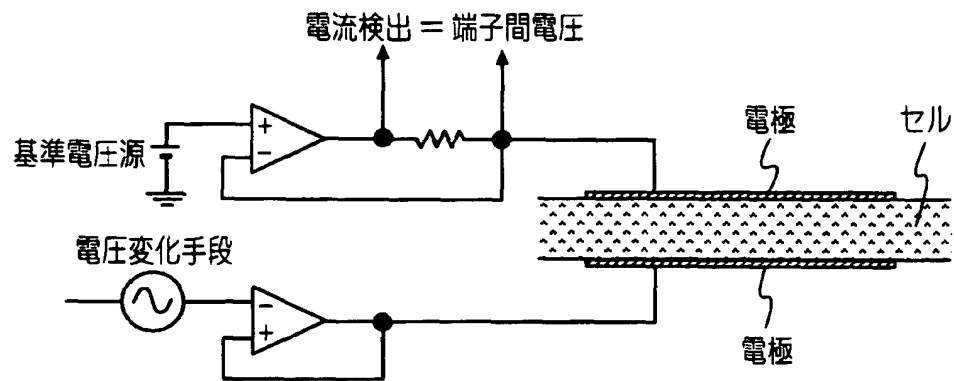 電流検出 = 端子間電圧
電極
セル
+
−
基準電圧源
電圧変化手段
−
+
電極